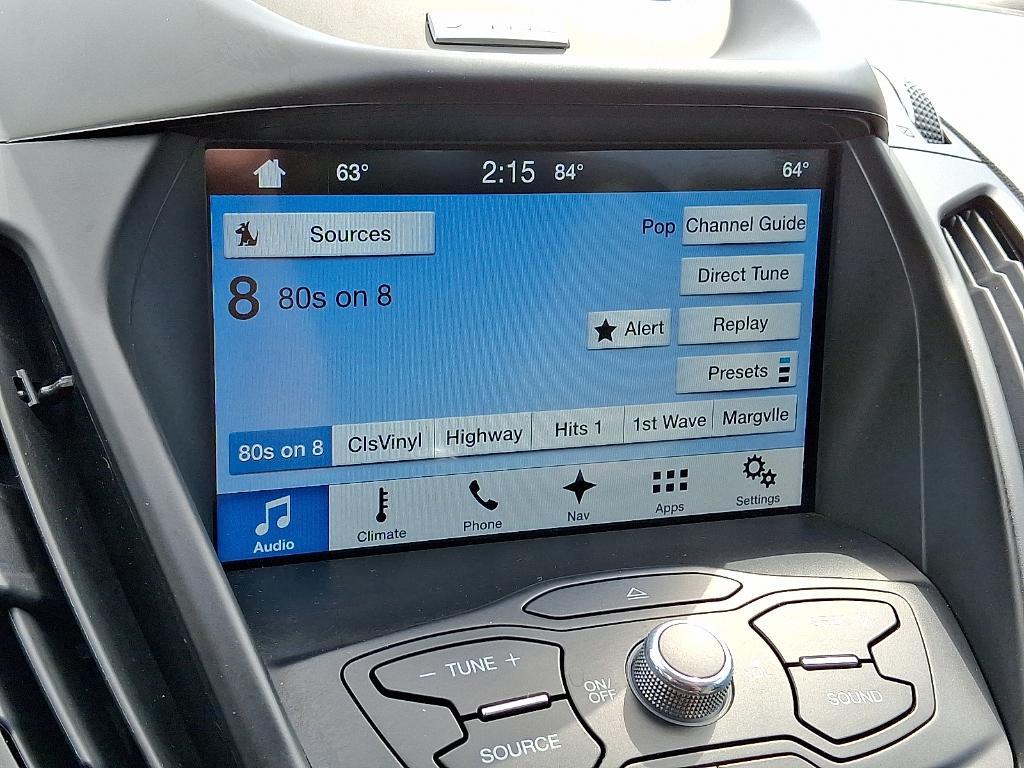 63° 2:15 84° 64°
Sources
Pop Channel Guide
Direct Tune
8 80s on 8
Alert Replay
Presets
80s on 8 ClsVinyl Highway Hits 1 1st Wave Margvlle
Audio Climate Phone Nav Apps Settings
– TUNE +
ON/
OFF
VOL
SOUND
SOURCE